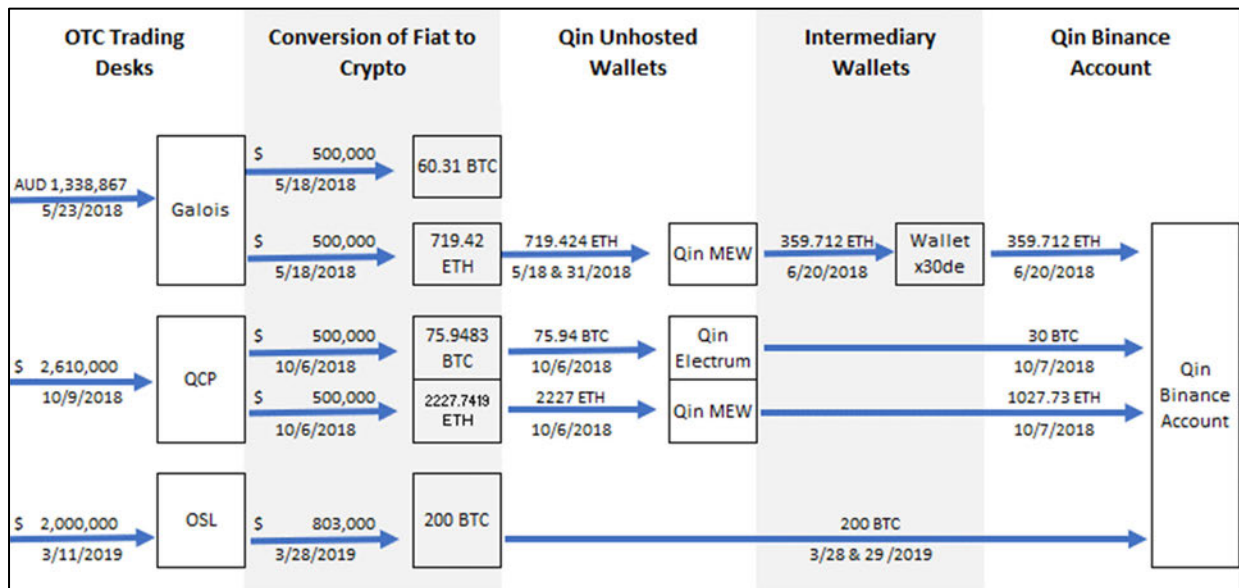 OTC Trading
Desks
Conversion of Fiat to
Crypto
Qin Unhosted
Wallets
Intermediary
Wallets
Qin Binance
Account
AUD 1,338,867
5/23/2018
Galois
$ 500,000
5/18/2018
60.31 BTC
$ 500,000
5/18/2018
719.42
ETH
719.424 ETH
5/18 & 31/2018
Qin MEW
359.712 ETH
6/20/2018
Wallet
x30de
359.712 ETH
6/20/2018
$ 2,610,000
10/9/2018
QCP
$ 500,000
10/6/2018
75.9483
BTC
75.94 BTC
10/6/2018
Qin
Electrum
30 BTC
10/7/2018
$ 500,000
10/6/2018
2227.7419
ETH
2227 ETH
10/6/2018
Qin MEW
1027.73 ETH
10/7/2018
Qin
Binance
Account
$ 2,000,000
3/11/2019
OSL
$ 803,000
3/28/2019
200 BTC
200 BTC
3/28 & 29 /2019